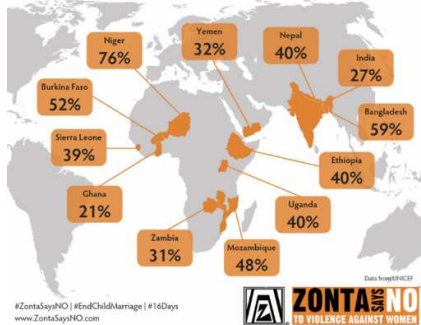 Niger
76%
Yemen
32%
Nepal
40%
India
27%
Burkina Faso
52%
Bangladesh
59%
Sierra Leone
39%
Ethiopia
40%
Ghana
21%
Uganda
40%
Zambia
31%
Mozambique
48%
Data from UNICEF
#ZontaSaysNO | #EndChildMarriage | #16Days
www.ZontaSaysNO.com
ZONTA SAYS NO
TO VIOLENCE AGAINST WOMEN